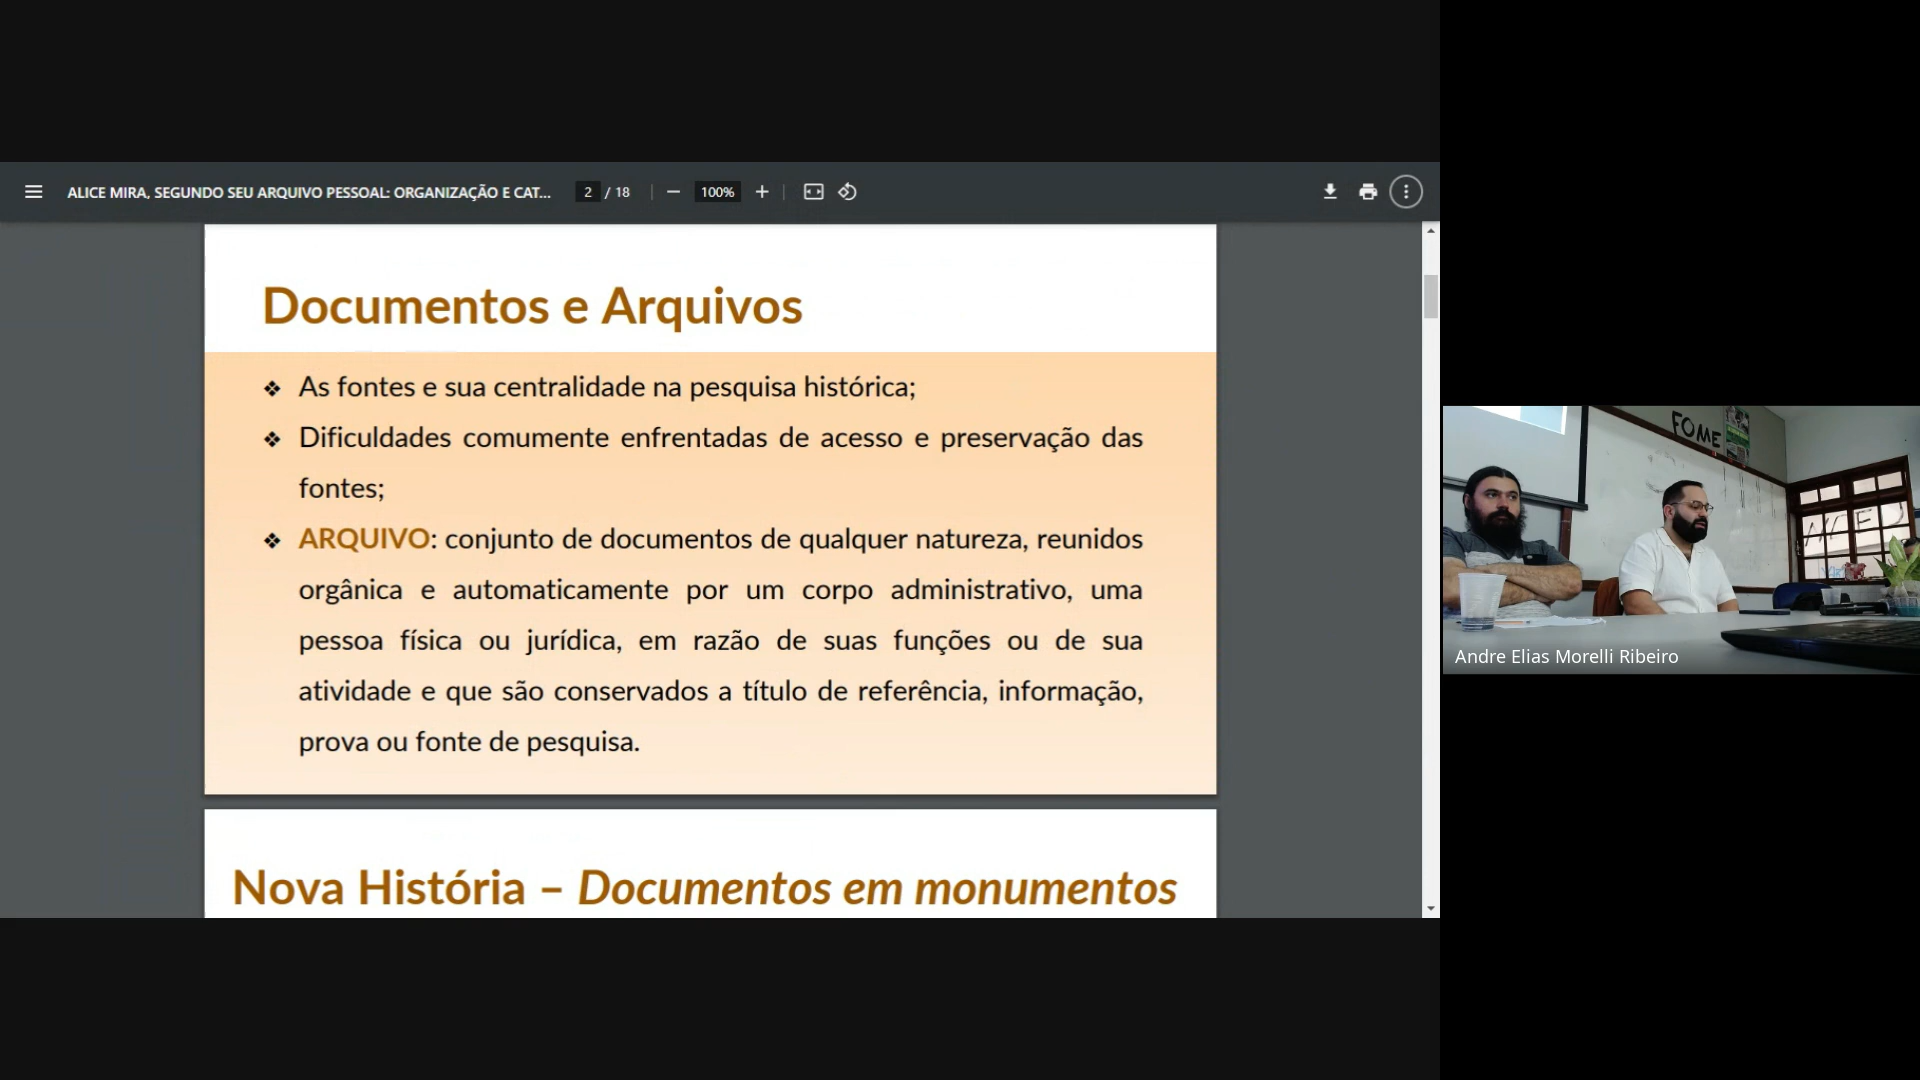 ALICE MIRA, SEGUNDO SEU ARQUIVO PESSOAL: ORGANIZAÇÃO E CAT... 2 / 18 100%
Documentos e Arquivos
❖ As fontes e sua centralidade na pesquisa histórica;
❖ Dificuldades comumente enfrentadas de acesso e preservação das
fontes;
❖ ARQUIVO: conjunto de documentos de qualquer natureza, reunidos
orgânica e automaticamente por um corpo administrativo, uma
pessoa física ou jurídica, em razão de suas funções ou de sua
atividade e que são conservados a título de referência, informação,
prova ou fonte de pesquisa.
Nova História – Documentos em monumentos
FOME
Andre Elias Morelli Ribeiro